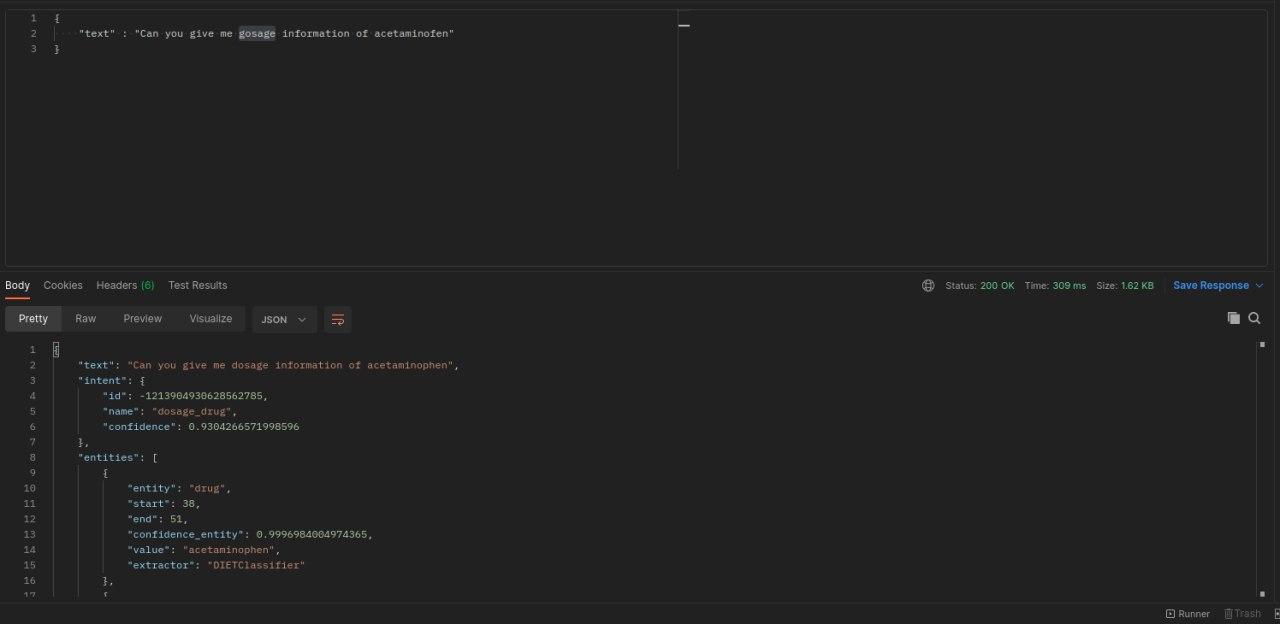 1 {
2 "text" : "Can you give me gosage information of acetaminofen"
3 }
Body Cookies Headers (6) Test Results Status: 200 OK Time: 309 ms Size: 1.62 KB Save Response
Pretty Raw Preview Visualize JSON
1 {
2 "text": "Can you give me dosage information of acetaminophen",
3 "intent": {
4 "id": -1213904930628562785,
5 "name": "dosage_drug",
6 "confidence": 0.9304266571998596
7 },
8 "entities": [
9 {
10 "entity": "drug",
11 "start": 38,
12 "end": 51,
13 "confidence_entity": 0.9996984004974365,
14 "value": "acetaminophen",
15 "extractor": "DIETClassifier"
16 },
17 {
Runner Trash